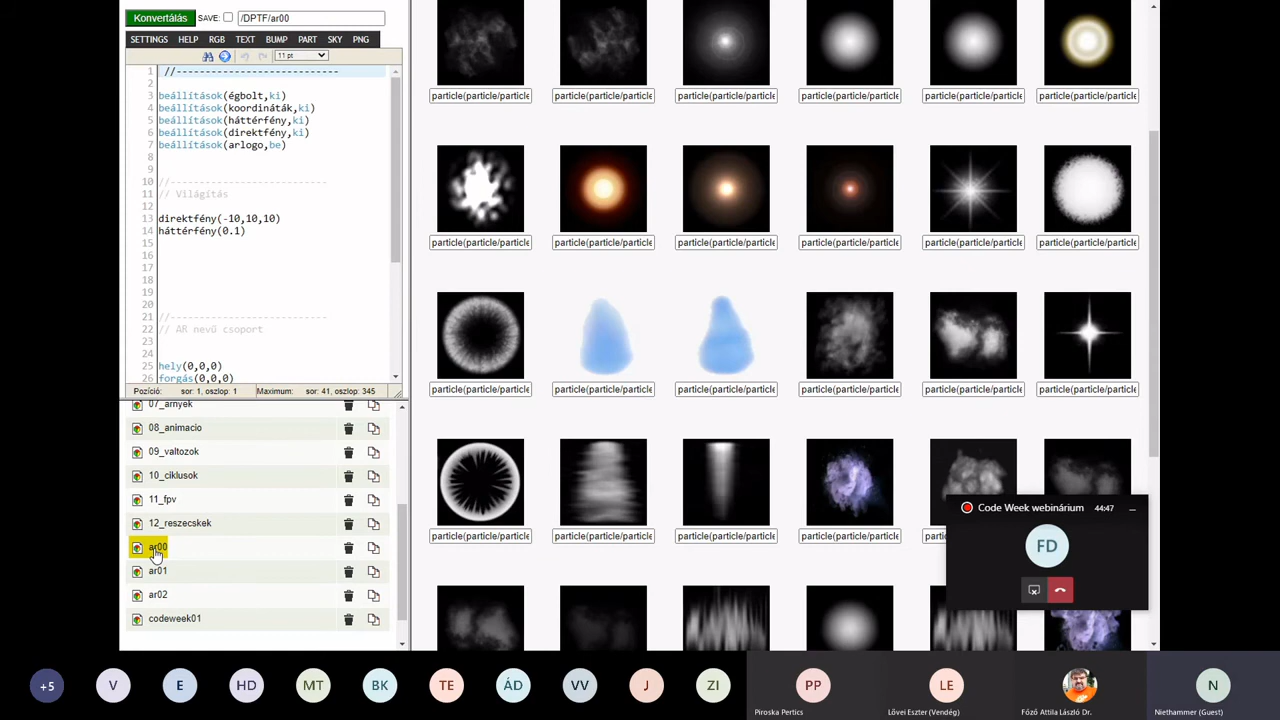 Konvertálás SAVE: /DPTF/ar00
SETTINGS HELP RGB TEXT BUMP PART SKY PNG
11 pt
1 //----------------------------
2
3 beállítások(égbolt,ki)
4 beállítások(koordináták,ki)
5 beállítások(háttérfény,ki)
6 beállítások(direktfény,ki)
7 beállítások(arlogo,be)
8
9
10 //--------------------------
11 // Világítás
12
13 direktfény(-10,10,10)
14 háttérfény(0.1)
15
16
17
18
19
20
21 //--------------------------
22 // AR nevű csoport
24
25 hely(0,0,0)
26 forgás(0,0,0)
Pozíció: sor: 1, oszlop: 1 Maximum: sor: 41, oszlop: 345
07_arnyek
08_animacio
09_valtozok
10_ciklusok
11_fpv
12_reszecskek
ar00
ar01
ar02
codeweek01
particle(particle/particle particle(particle/particle particle(particle/particle particle(particle/particle particle(particle/particle particle(particle/particle
particle(particle/particle particle(particle/particle particle(particle/particle particle(particle/particle particle(particle/particle particle(particle/particle
particle(particle/particle particle(particle/particle particle(particle/particle particle(particle/particle particle(particle/particle particle(particle/particle
particle(particle/particle particle(particle/particle particle(particle/particle particle(particle/particle
Code Week webinárium 44:47
FD
+5 V E HD MT BK TE ÁD VV J ZI PP LE N
Piroska Pertics Lővei Eszter (Vendég) Főző Attila László Dr. Niethammer (Guest)